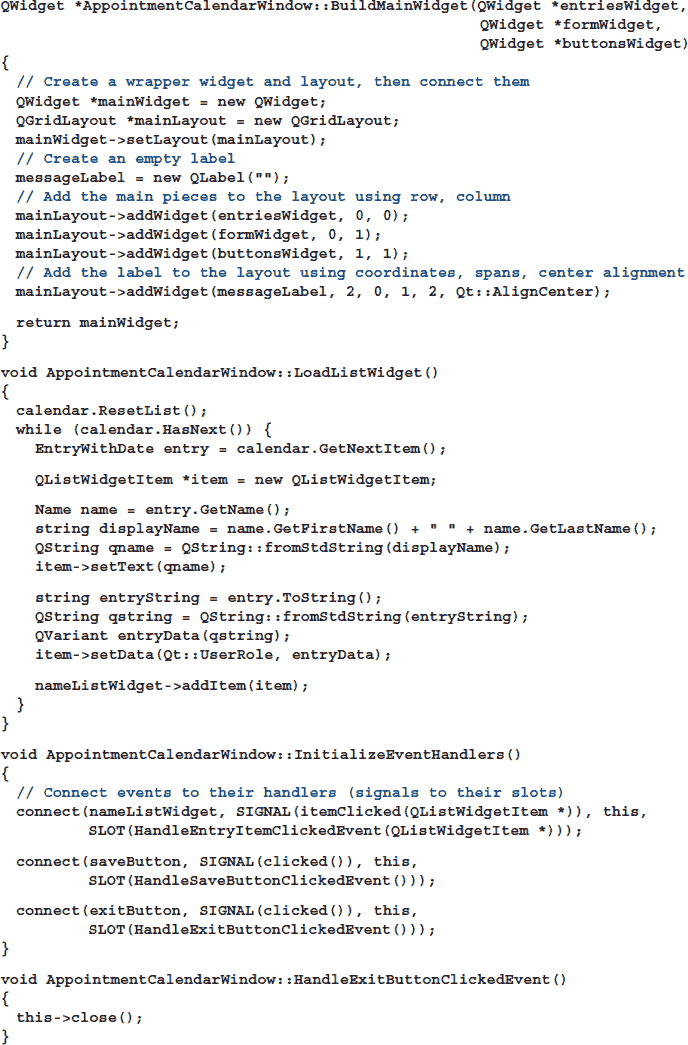 QWidget *AppointmentCalendarWindow::BuildMainWidget(QWidget *entriesWidget,
                                                    QWidget *formWidget,
                                                    QWidget *buttonsWidget)
{
  // Create a wrapper widget and layout, then connect them
  QWidget *mainWidget = new QWidget;
  QGridLayout *mainLayout = new QGridLayout;
  mainWidget->setLayout(mainLayout);
  // Create an empty label
  messageLabel = new QLabel("");
  // Add the main pieces to the layout using row, column
  mainLayout->addWidget(entriesWidget, 0, 0);
  mainLayout->addWidget(formWidget, 0, 1);
  mainLayout->addWidget(buttonsWidget, 1, 1);
  // Add the label to the layout using coordinates, spans, center alignment
  mainLayout->addWidget(messageLabel, 2, 0, 1, 2, Qt::AlignCenter);

  return mainWidget;
}

void AppointmentCalendarWindow::LoadListWidget()
{
  calendar.ResetList();
  while (calendar.HasNext()) {
    EntryWithDate entry = calendar.GetNextItem();

    QListWidgetItem *item = new QListWidgetItem;

    Name name = entry.GetName();
    string displayName = name.GetFirstName() + " " + name.GetLastName();
    QString qname = QString::fromStdString(displayName);
    item->setText(qname);

    string entryString = entry.ToString();
    QString qstring = QString::fromStdString(entryString);
    QVariant entryData(qstring);
    item->setData(Qt::UserRole, entryData);

    nameListWidget->addItem(item);
  }
}

void AppointmentCalendarWindow::InitializeEventHandlers()
{
  // Connect events to their handlers (signals to their slots)
  connect(nameListWidget, SIGNAL(itemClicked(QListWidgetItem *)), this,
          SLOT(HandleEntryItemClickedEvent(QListWidgetItem *)));

  connect(saveButton, SIGNAL(clicked()), this,
          SLOT(HandleSaveButtonClickedEvent()));

  connect(exitButton, SIGNAL(clicked()), this,
          SLOT(HandleExitButtonClickedEvent()));
}

void AppointmentCalendarWindow::HandleExitButtonClickedEvent()
{
  this->close();
}